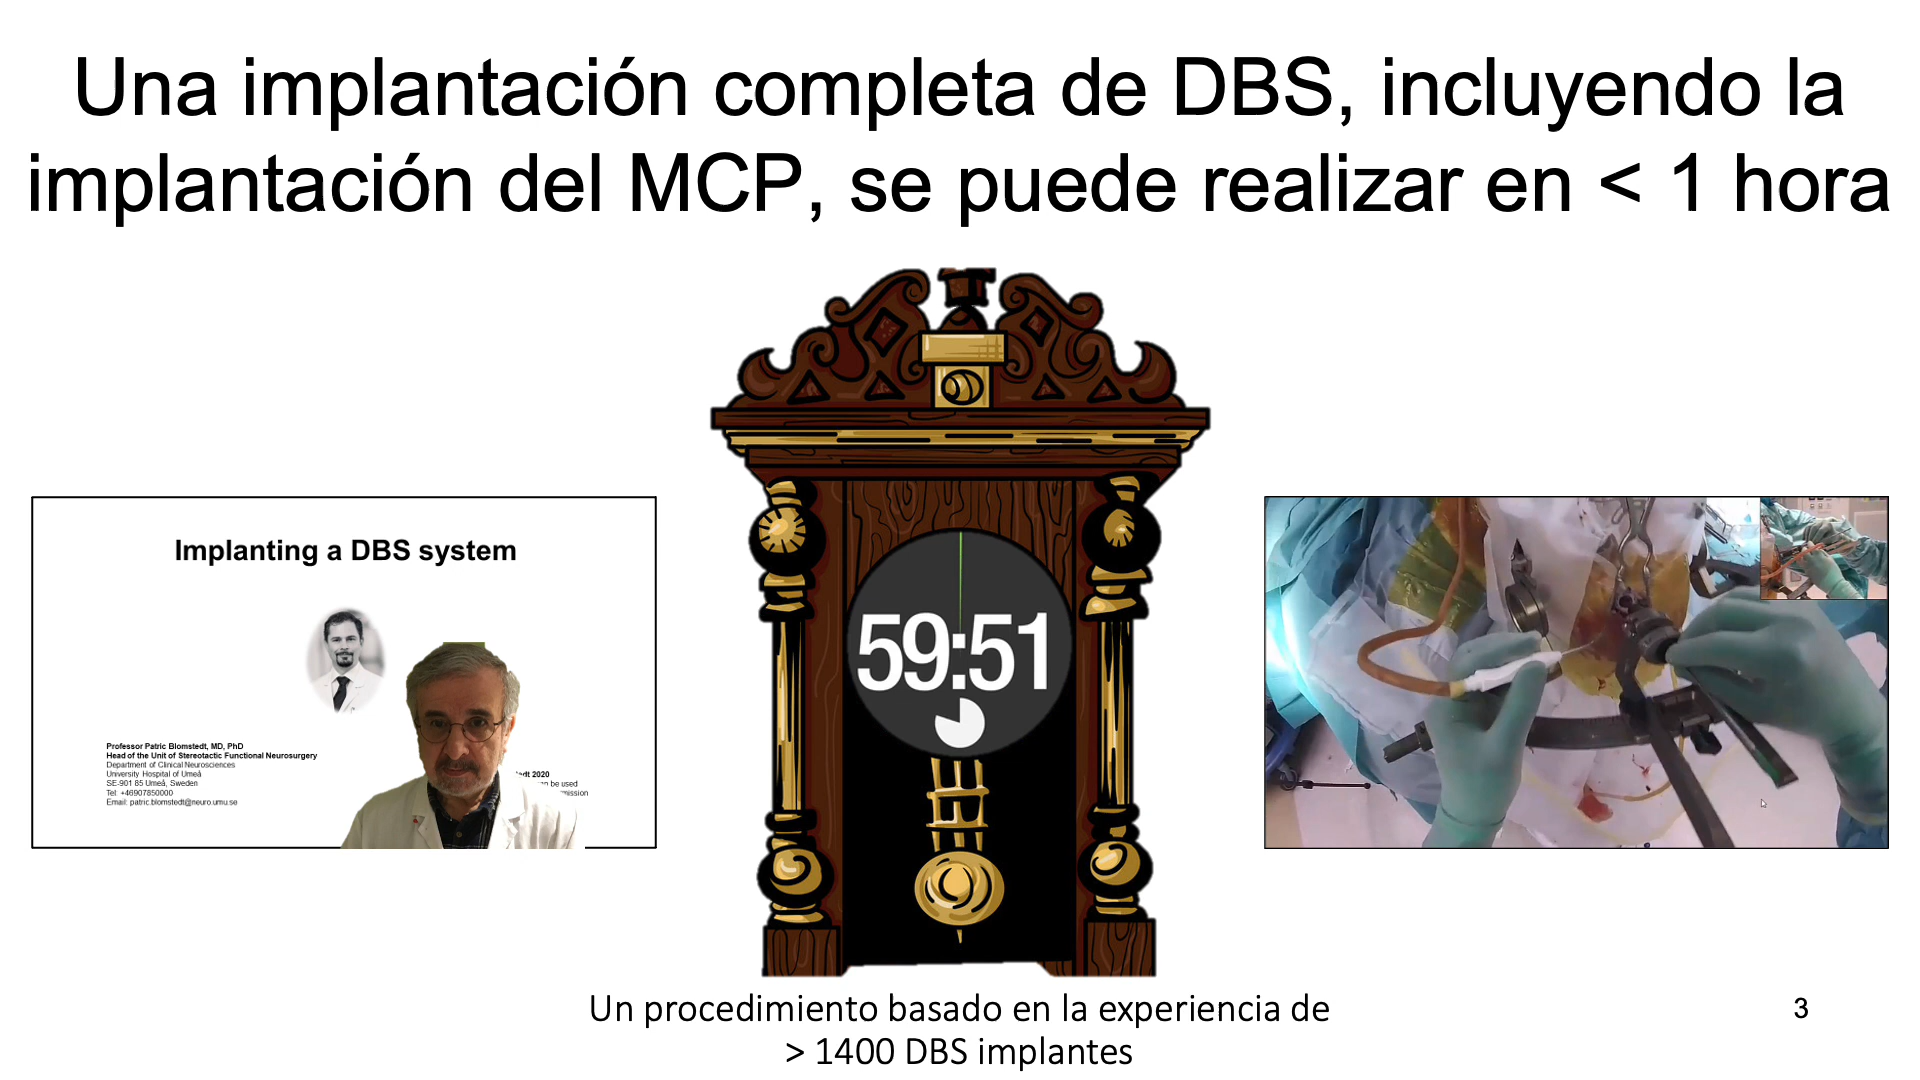 Una implantación completa de DBS, incluyendo la
implantación del MCP, se puede realizar en < 1 hora
Implanting a DBS system
Professor Patric Blomstedt, MD, PhD
Head of the Unit of Stereotactic Functional Neurosurgery
Department of Clinical Neurosciences
University Hospital of Umeå
SE-901 85 Umeå, Sweden
Tel: +46907850000
Email: patric.blomstedt@neuro.umu.se
2020
be used
59:51
Un procedimiento basado en la experiencia de
> 1400 DBS implantes
3